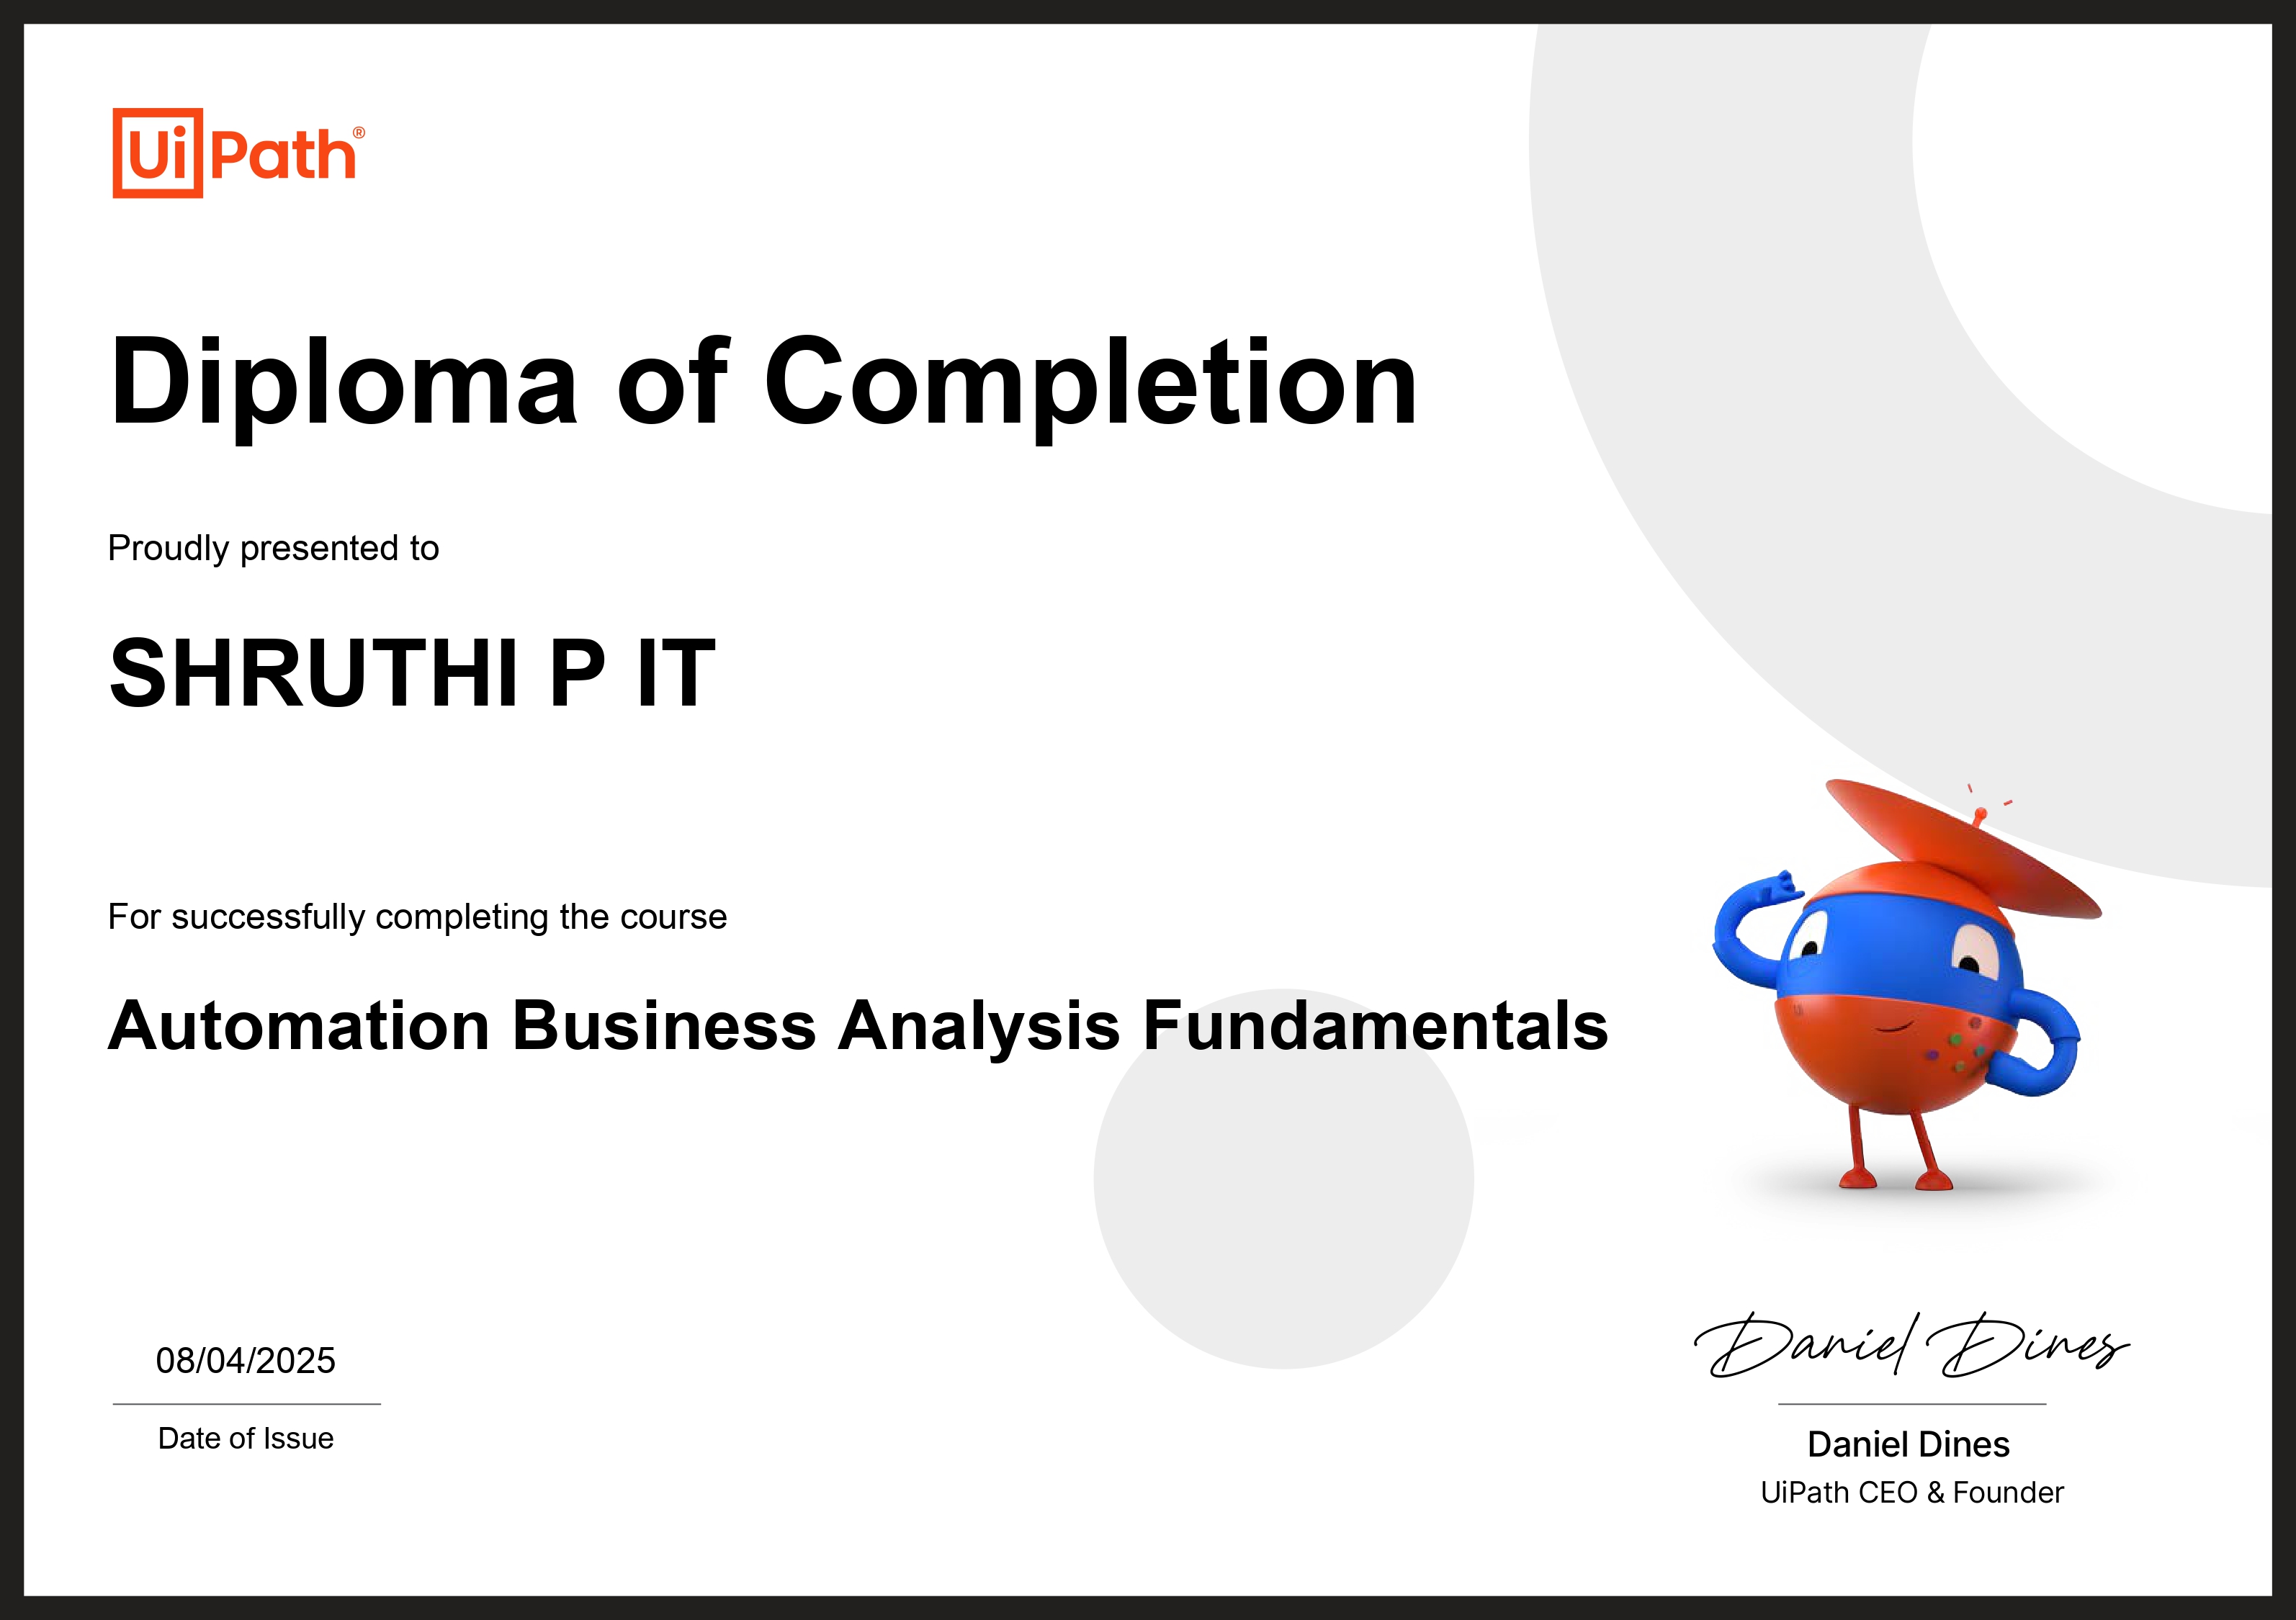 UiPath®
Diploma of Completion
Proudly presented to
SHRUTHI P IT
For successfully completing the course
Automation Business Analysis Fundamentals
08/04/2025
Date of Issue
Daniel Dines
Daniel Dines
UiPath CEO & Founder